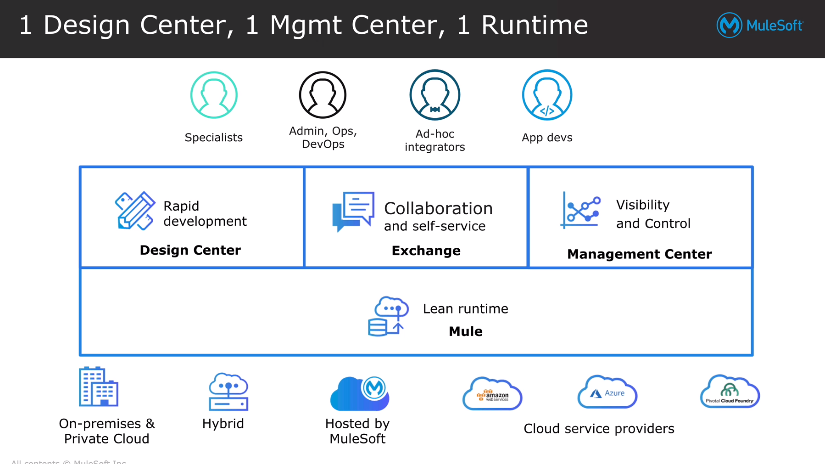 1 Design Center, 1 Mgmt Center, 1 Runtime
MuleSoft
Specialists
Admin, Ops,
DevOps
Ad-hoc
integrators
App devs
</>
Rapid
development
Design Center
Collaboration
and self-service
Exchange
Visibility
and Control
Management Center
Lean runtime
Mule
On-premises &
Private Cloud
Hybrid
Hosted by
MuleSoft
amazon
web services
Azure
Pivotal Cloud Foundry
Cloud service providers
All contents © MuleSoft Inc.